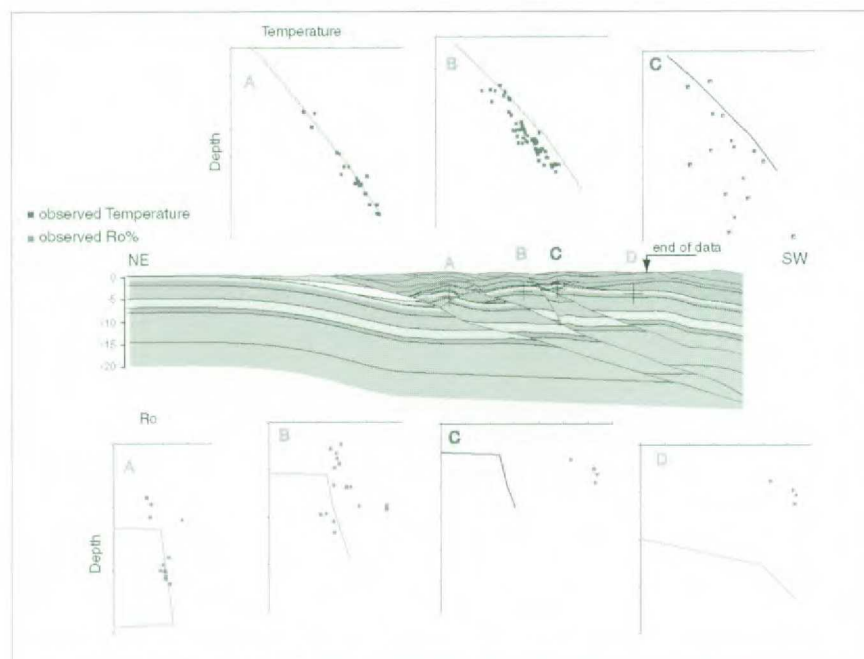 Temperature
A
B
C
Depth
observed Temperature
observed Ro%
end of data
NE
A
B
C
D
SW
0
-5
-10
-15
-20
Ro
A
B
C
D
Depth